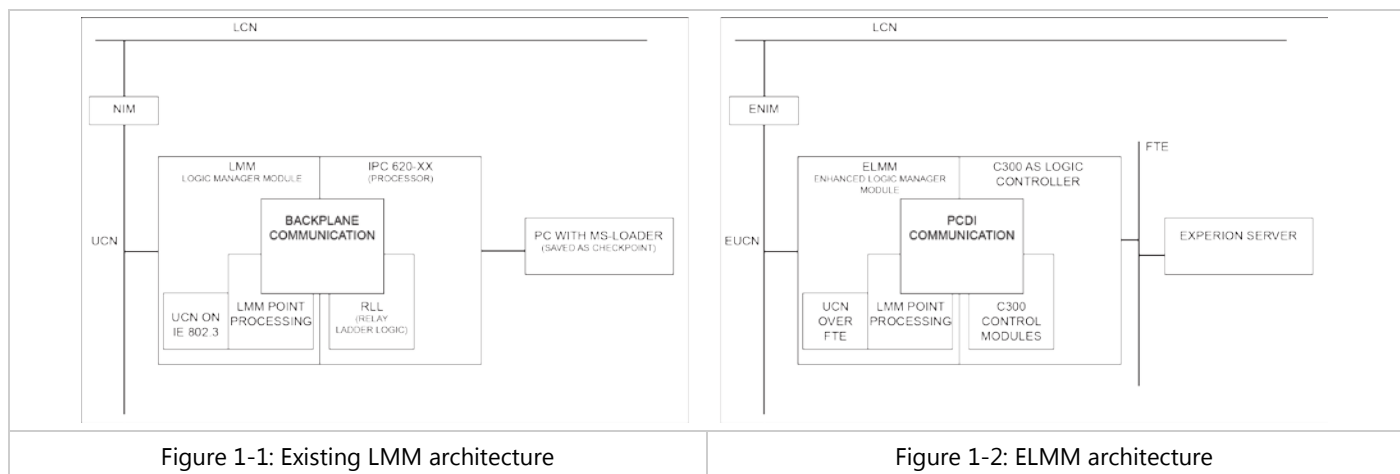 LCN
NIM
LMM
LOGIC MANAGER MODULE
IPC 620-XX
(PROCESSOR)
BACKPLANE
COMMUNICATION
UCN
PC WITH MS-LOADER
(SAVED AS CHECKPOINT)
UCN ON
IE 802.3
LMM POINT
PROCESSING
RLL
(RELAY
LADDER LOGIC)
Figure 1-1: Existing LMM architecture
LCN
ENIM
FTE
ELMM
ENHANCED LOGIC MANAGER
MODULE
C300 AS LOGIC
CONTROLLER
PCDI
COMMUNICATION
EUCN
EXPERION SERVER
UCN
OVER
FTE
LMM POINT
PROCESSING
C300
CONTROL
MODULES
Figure 1-2: ELMM architecture